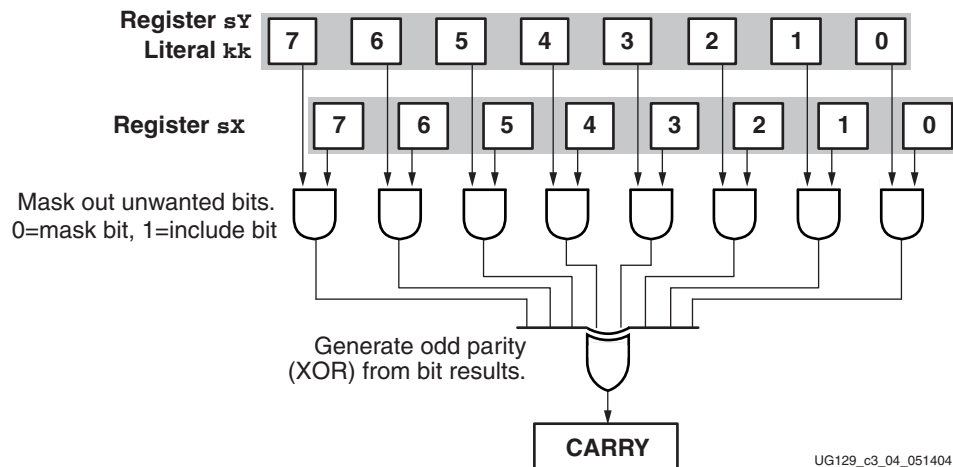 Register sY
Literal kk
7 6 5 4 3 2 1 0
Register sX
7 6 5 4 3 2 1 0
Mask out unwanted bits.
0=mask bit, 1=include bit
Generate odd parity
(XOR) from bit results.
CARRY
UG129_c3_04_051404